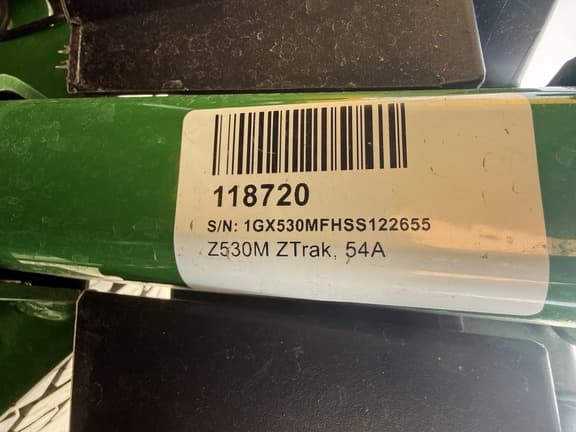 118720
S/N: 1GX530MFHSS122655
Z530M ZTrak, 54A